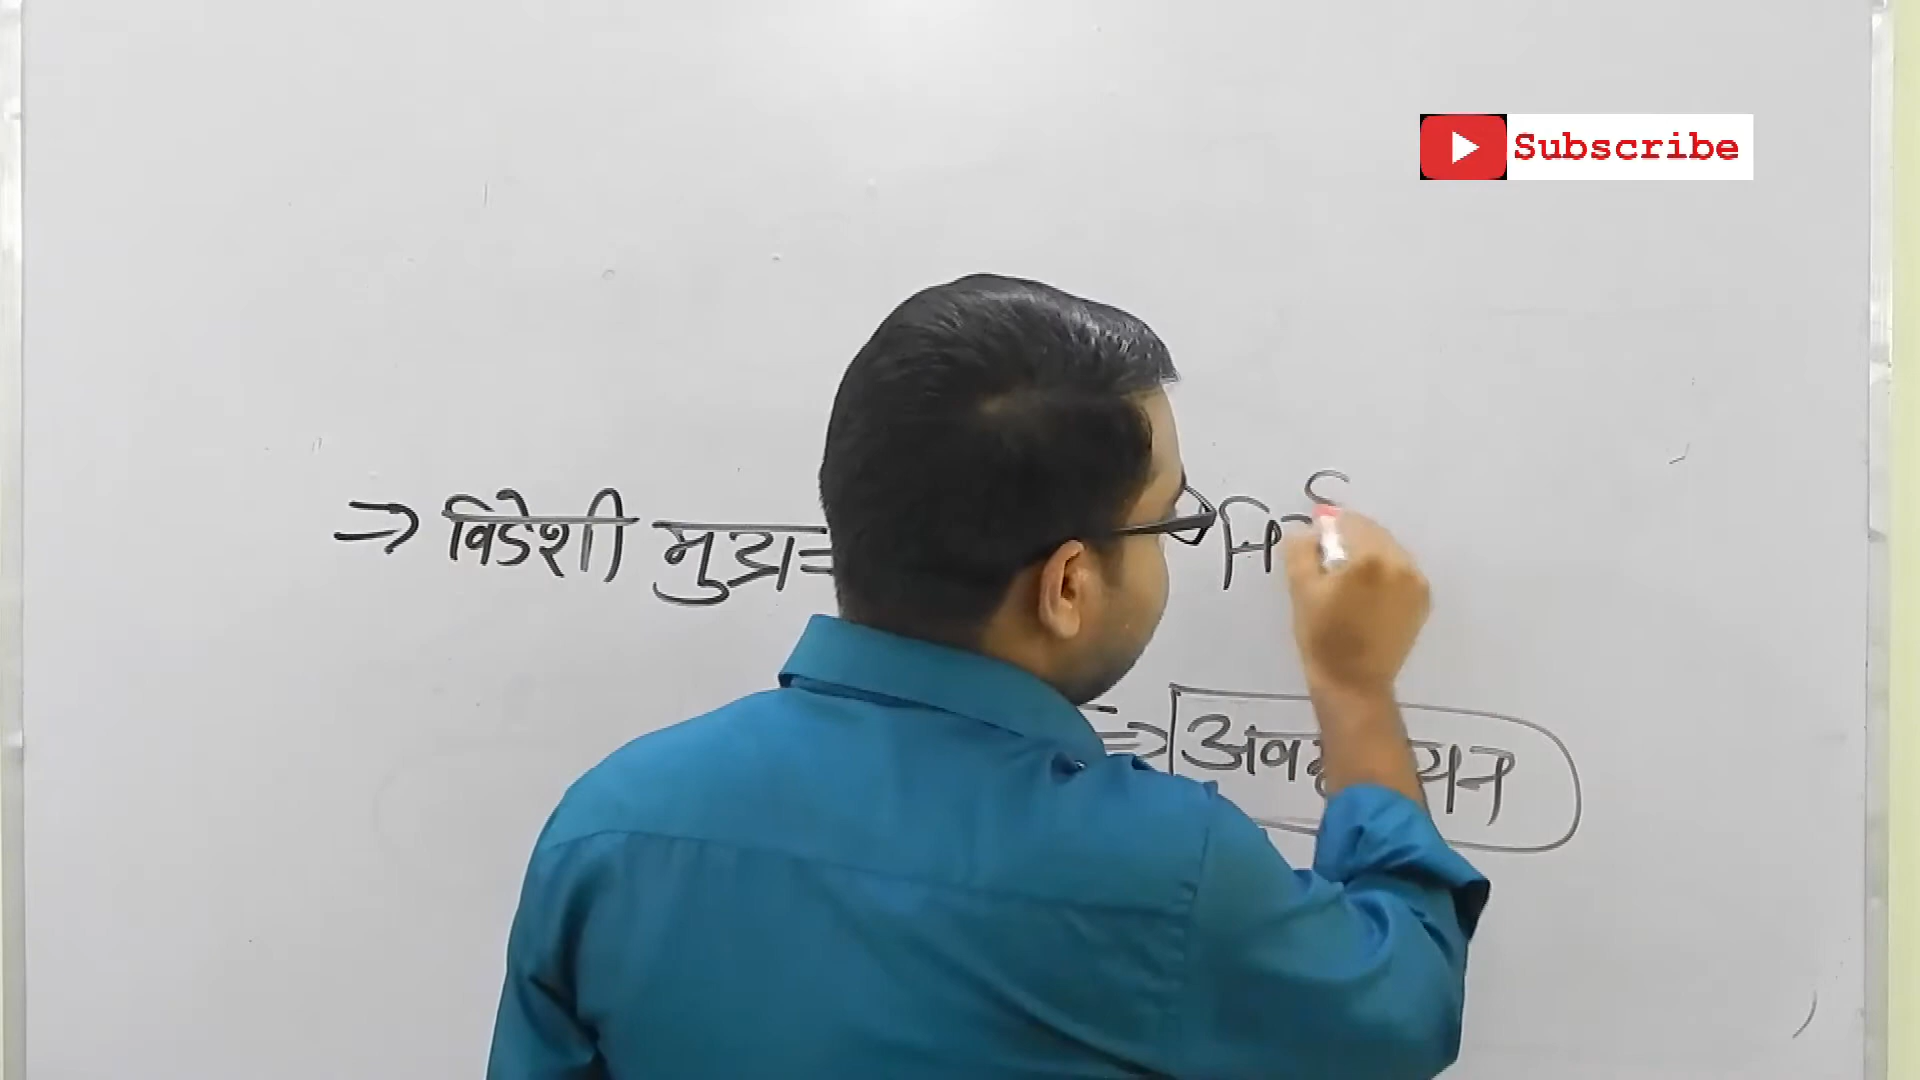 Subscribe
⇒ विदेशी मुद्रा =
⇒ अवमूल्यन